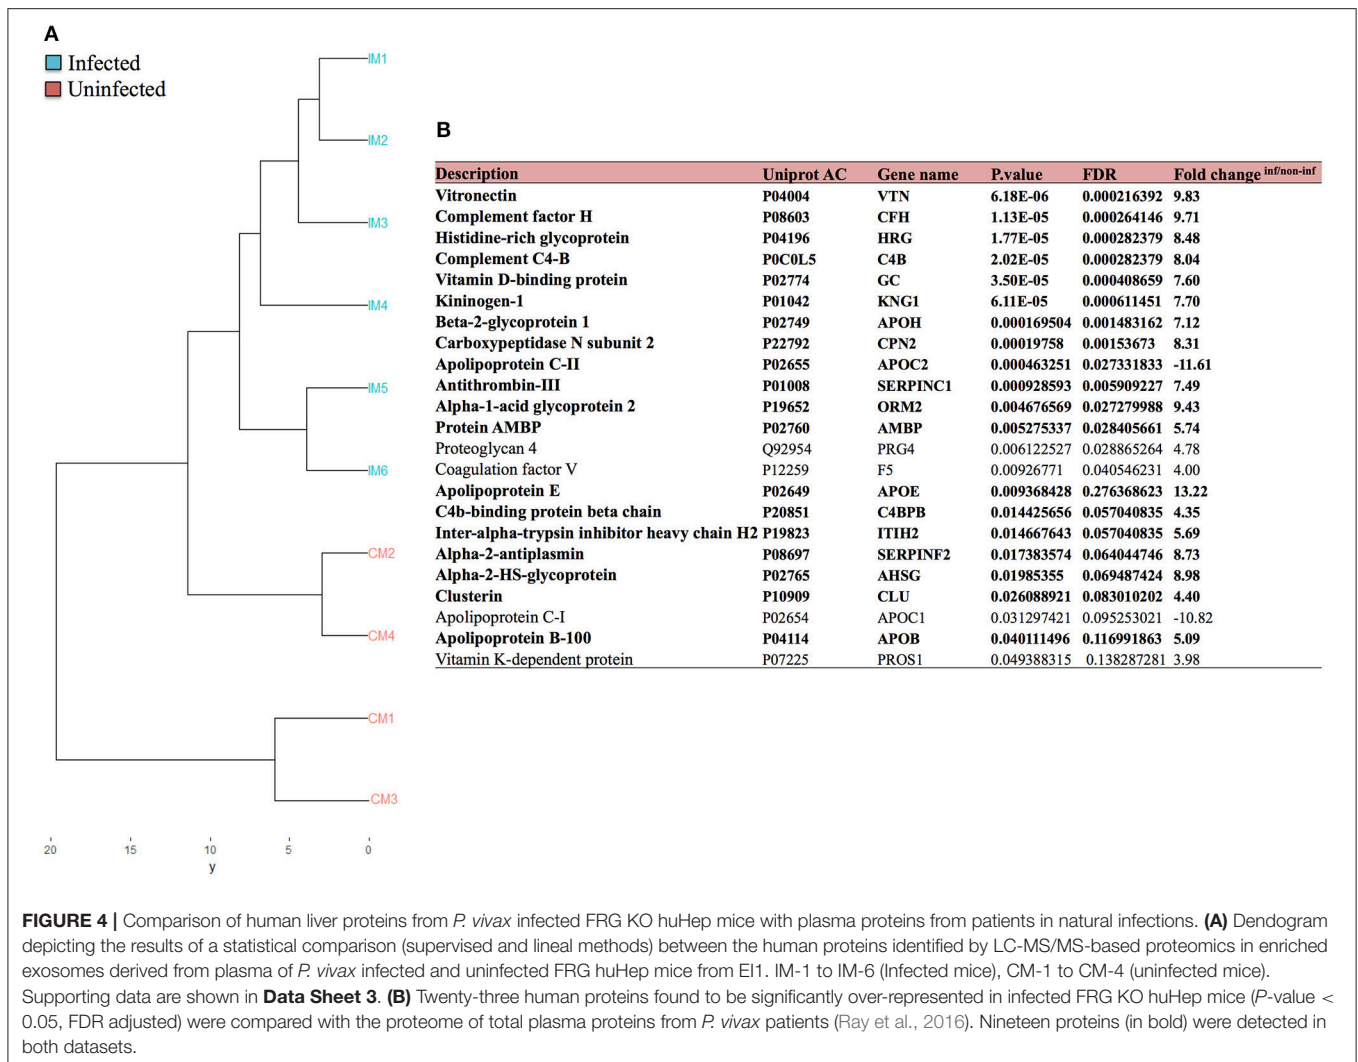 A
Infected
Uninfected
IM1
IM2
IM3
IM4
IM5
IM6
CM2
CM4
CM1
CM3
20 15 10 5 0
y
B
Description Uniprot AC Gene name P.value FDR Fold change inf/non-inf
Vitronectin P04004 VTN 6.18E-06 0.000216392 9.83
Complement factor H P08603 CFH 1.13E-05 0.000264146 9.71
Histidine-rich glycoprotein P04196 HRG 1.77E-05 0.000282379 8.48
Complement C4-B P0C0L5 C4B 2.02E-05 0.000282379 8.04
Vitamin D-binding protein P02774 GC 3.50E-05 0.000408659 7.60
Kininogen-1 P01042 KNG1 6.11E-05 0.000611451 7.70
Beta-2-glycoprotein 1 P02749 APOH 0.000169504 0.001483162 7.12
Carboxypeptidase N subunit 2 P22792 CPN2 0.00019758 0.00153673 8.31
Apolipoprotein C-II P02655 APOC2 0.000463251 0.027331833 -11.61
Antithrombin-III P01008 SERPINC1 0.000928593 0.005909227 7.49
Alpha-1-acid glycoprotein 2 P19652 ORM2 0.004676569 0.027279988 9.43
Protein AMBP P02760 AMBP 0.005275337 0.028405661 5.74
Proteoglycan 4 Q92954 PRG4 0.006122527 0.028865264 4.78
Coagulation factor V P12259 F5 0.00926771 0.040546231 4.00
Apolipoprotein E P02649 APOE 0.009368428 0.276368623 13.22
C4b-binding protein beta chain P20851 C4BPB 0.014425656 0.057040835 4.35
Inter-alpha-trypsin inhibitor heavy chain H2 P19823 ITIH2 0.014667643 0.057040835 5.69
Alpha-2-antiplasmin P08697 SERPINF2 0.017383574 0.064044746 8.73
Alpha-2-HS-glycoprotein P02765 AHSG 0.01985355 0.069487424 8.98
Clusterin P10909 CLU 0.026088921 0.083010202 4.40
Apolipoprotein C-I P02654 APOC1 0.031297421 0.095253021 -10.82
Apolipoprotein B-100 P04114 APOB 0.040111496 0.116991863 5.09
Vitamin K-dependent protein P07225 PROS1 0.049388315 0.138287281 3.98
FIGURE 4 | Comparison of human liver proteins from P. vivax infected FRG KO huHep mice with plasma proteins from patients in natural infections. (A) Dendogram
depicting the results of a statistical comparison (supervised and lineal methods) between the human proteins identified by LC-MS/MS-based proteomics in enriched
exosomes derived from plasma of P. vivax infected and uninfected FRG huHep mice from EI1. IM-1 to IM-6 (Infected mice), CM-1 to CM-4 (uninfected mice).
Supporting data are shown in Data Sheet 3. (B) Twenty-three human proteins found to be significantly over-represented in infected FRG KO huHep mice (P-value <
0.05, FDR adjusted) were compared with the proteome of total plasma proteins from P. vivax patients (Ray et al., 2016). Nineteen proteins (in bold) were detected in
both datasets.